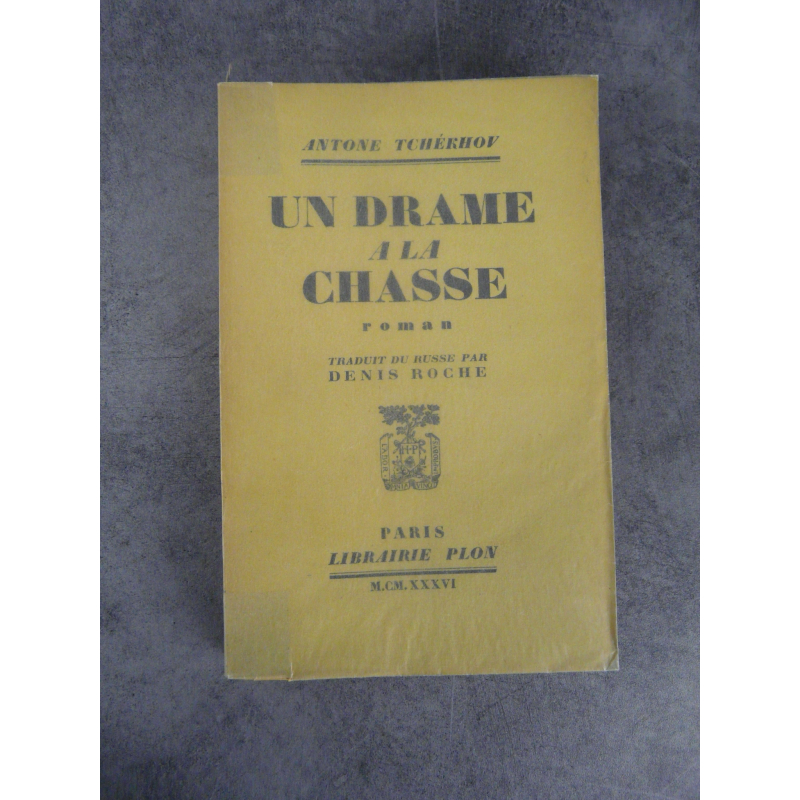 ANTONE TCHÉKHOV
UN DRAME
A LA
CHASSE
roman
TRADUIT DU RUSSE PAR
DENIS ROCHE
PARIS
LIBRAIRIE PLON
M.CM.XXXVI